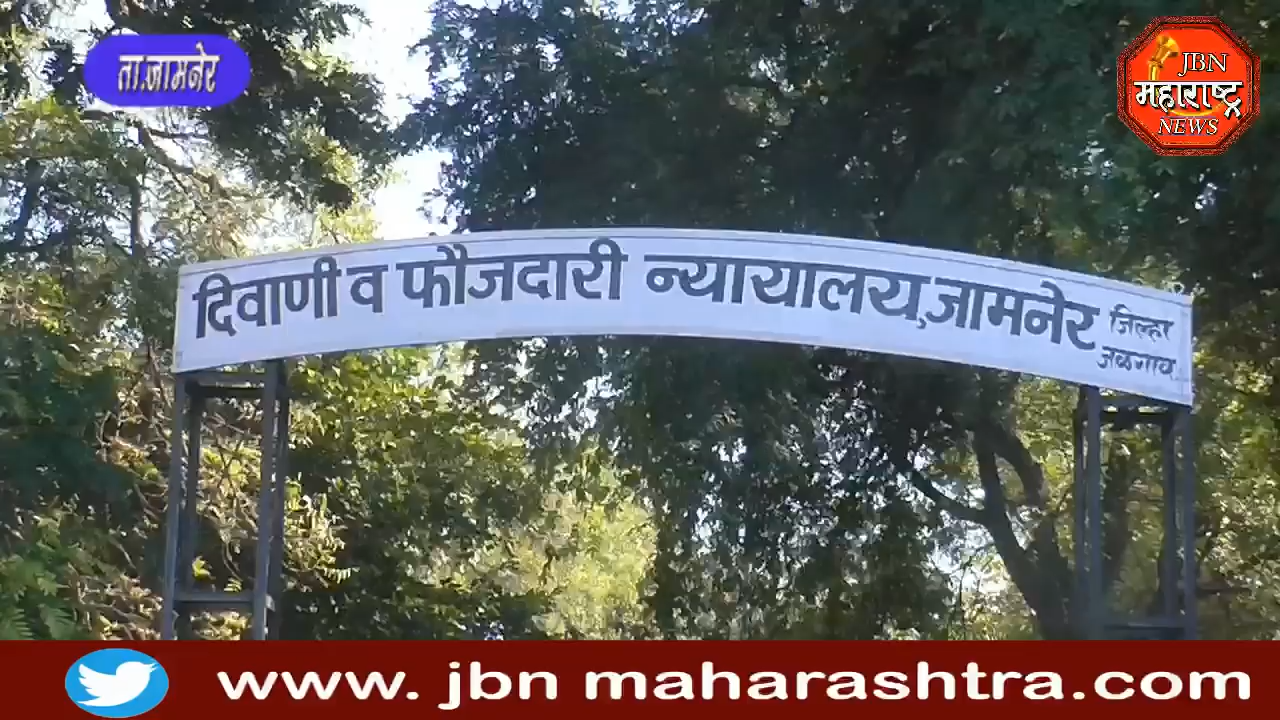 ता.जामनेर
JBN
महाराष्ट्र
NEWS
दिवाणी व फौजदारी न्यायालय,जामनेर जिल्हा
जळगाव
www. jbn maharashtra.com